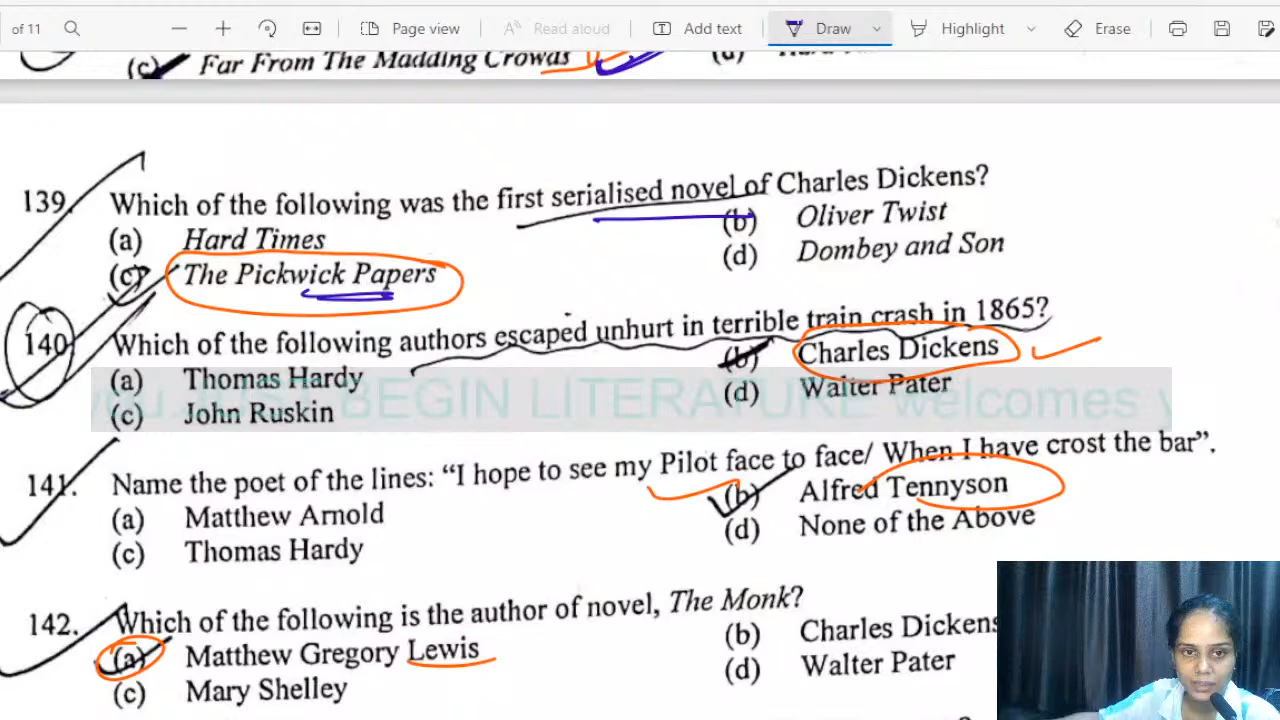 of 11
Page view
Read aloud
Add text
Draw
Highlight
Erase
(c) Far From The Madding Crowds (d)
139. Which of the following was the first serialised novel of Charles Dickens?
(a) Hard Times (b) Oliver Twist
(c) The Pickwick Papers (d) Dombey and Son
140. Which of the following authors escaped unhurt in terrible train crash in 1865?
(a) Thomas Hardy (b) Charles Dickens
(c) John Ruskin (d) Walter Pater
you JUST BEGIN LITERATURE welcomes y
141. Name the poet of the lines: “I hope to see my Pilot face to face/ When I have crost the bar”.
(a) Matthew Arnold (b) Alfred Tennyson
(c) Thomas Hardy (d) None of the Above
142. Which of the following is the author of novel, The Monk?
(a) Matthew Gregory Lewis (b) Charles Dickens
(c) Mary Shelley (d) Walter Pater